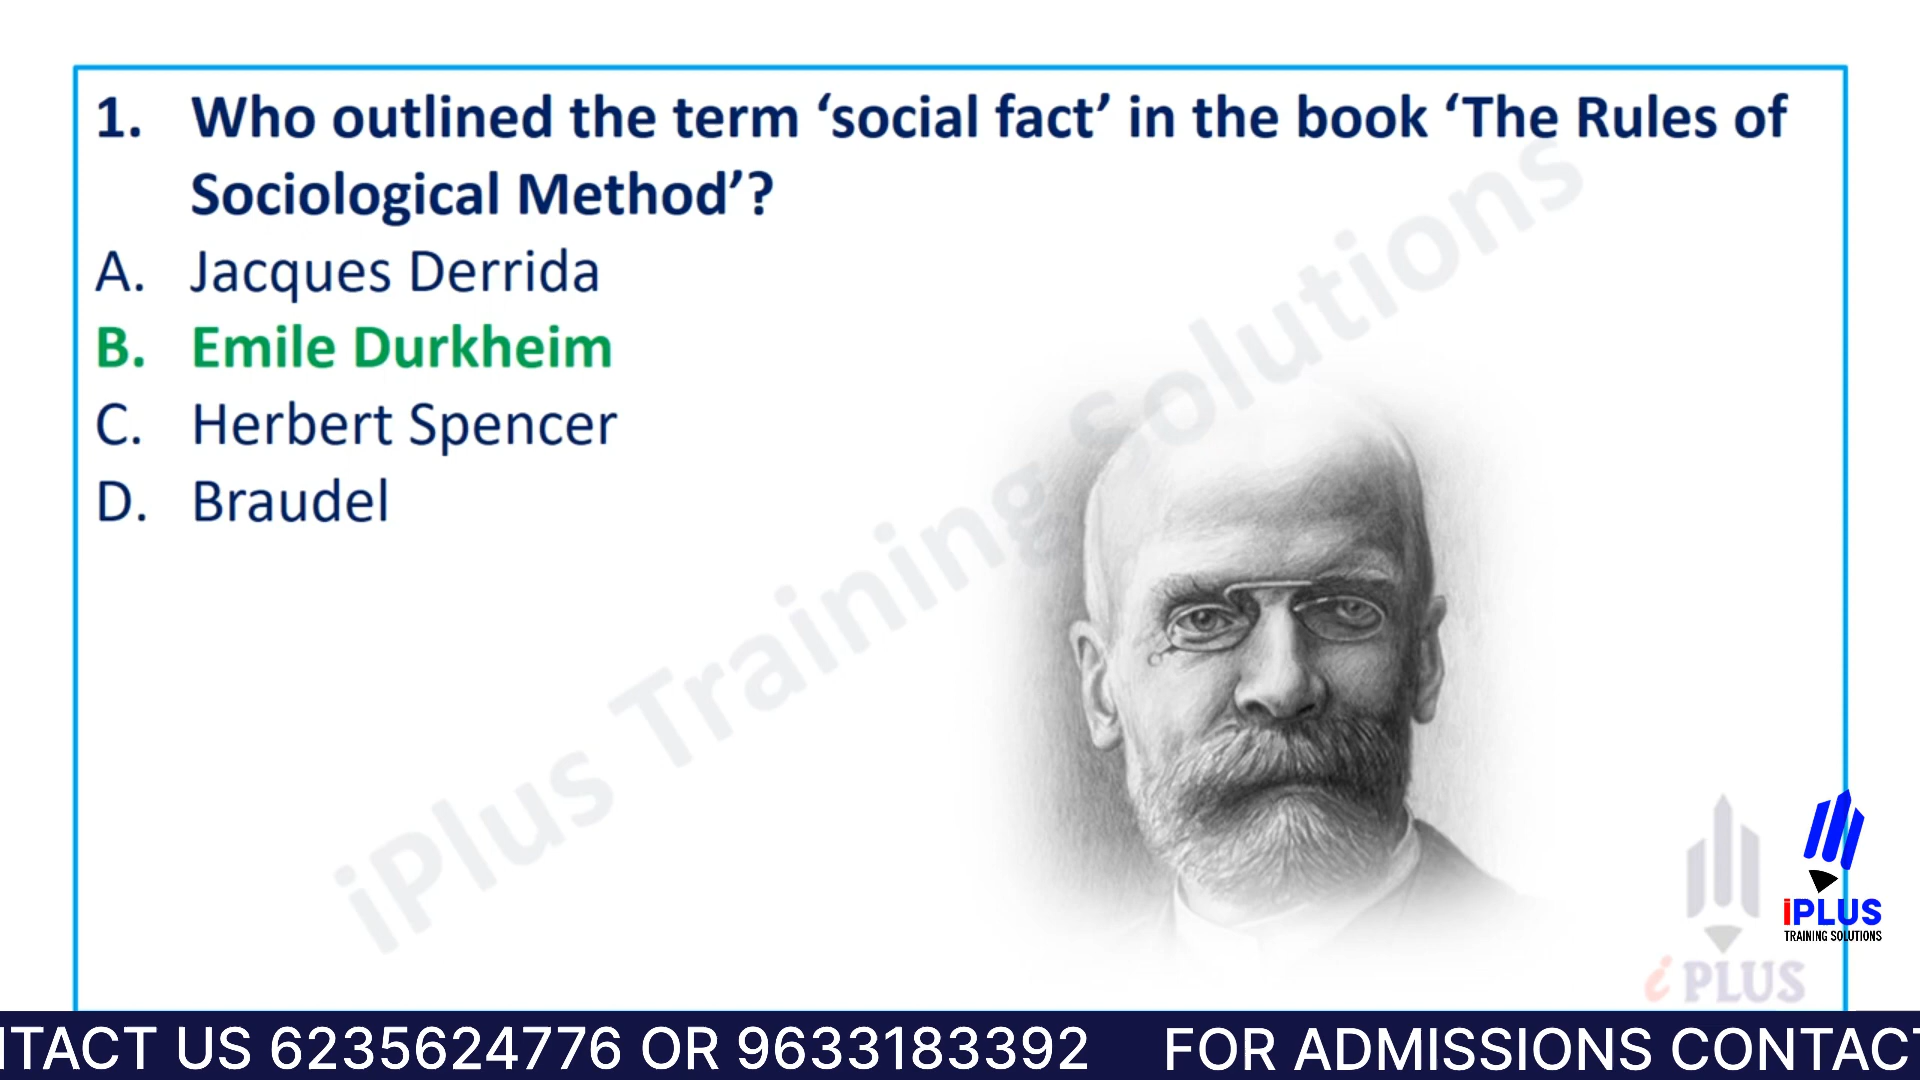 1. Who outlined the term ‘social fact’ in the book ‘The Rules of
Sociological Method’?
A. Jacques Derrida
B. Emile Durkheim
C. Herbert Spencer
D. Braudel
iPlus Training Solutions
iPLUS
TRAINING SOLUTIONS
i PLUS
NTACT US 6235624776 OR 9633183392 FOR ADMISSIONS CONTACT